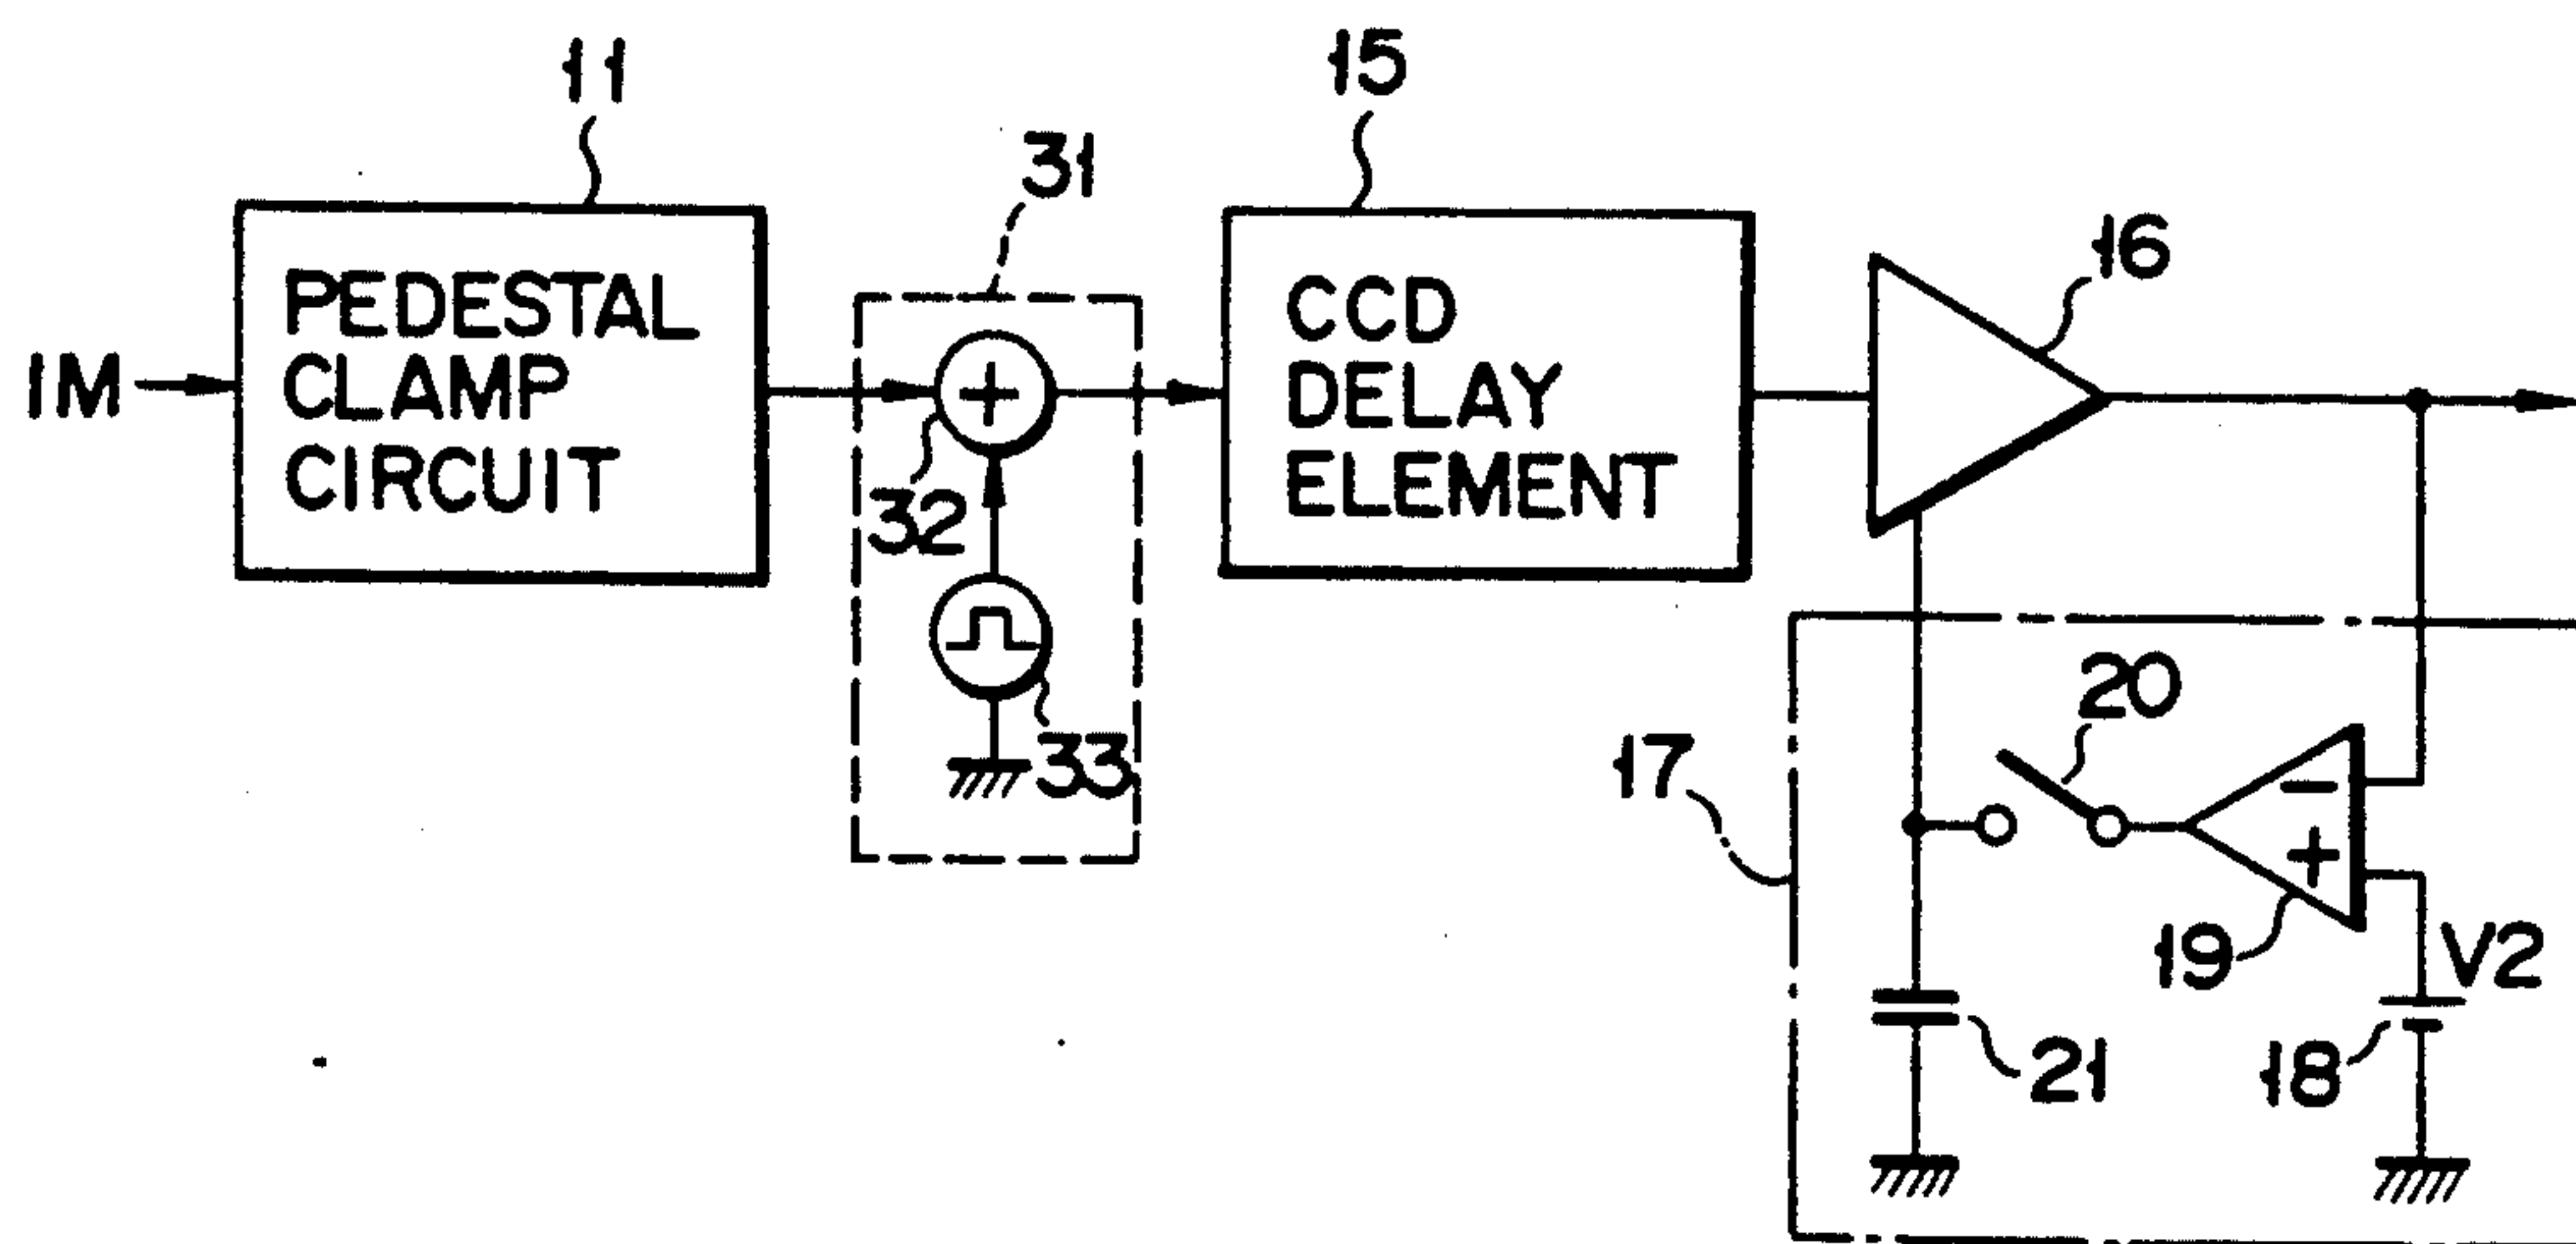 11
15
31
16
PEDESTAL
CLAMP
CIRCUIT
CCD
DELAY
ELEMENT
IM
+
32
33
17
20
−
+
19
V2
18
21